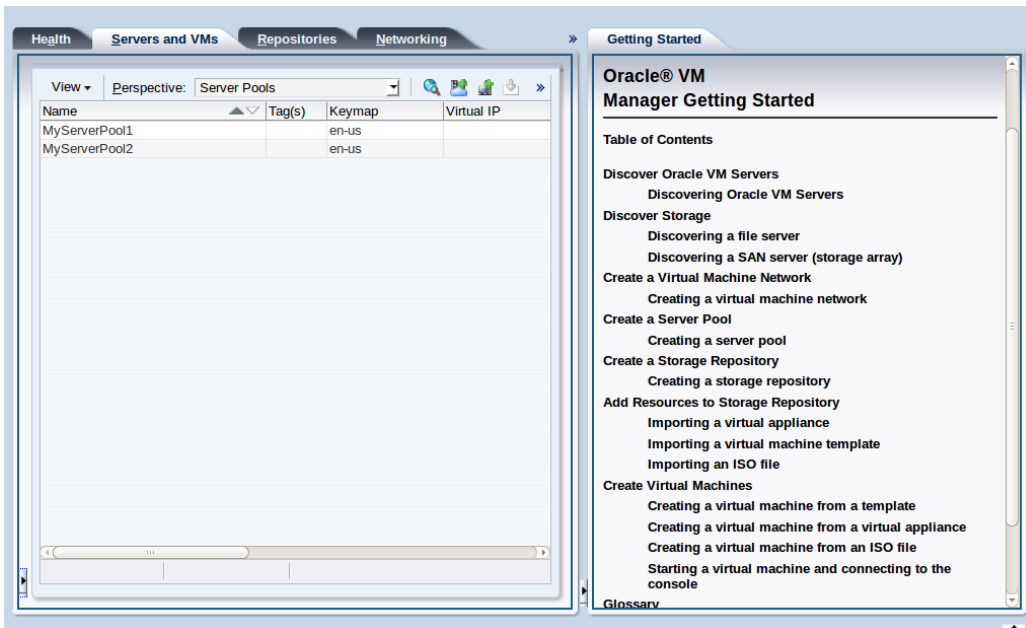 Health Servers and VMs Repositories Networking » Getting Started
View Perspective: Server Pools »
Name Tag(s) Keymap Virtual IP
MyServerPool1 en-us
MyServerPool2 en-us
Oracle® VM
Manager Getting Started
Table of Contents
Discover Oracle VM Servers
Discovering Oracle VM Servers
Discover Storage
Discovering a file server
Discovering a SAN server (storage array)
Create a Virtual Machine Network
Creating a virtual machine network
Create a Server Pool
Creating a server pool
Create a Storage Repository
Creating a storage repository
Add Resources to Storage Repository
Importing a virtual appliance
Importing a virtual machine template
Importing an ISO file
Create Virtual Machines
Creating a virtual machine from a template
Creating a virtual machine from a virtual appliance
Creating a virtual machine from an ISO file
Starting a virtual machine and connecting to the
console
Glossary